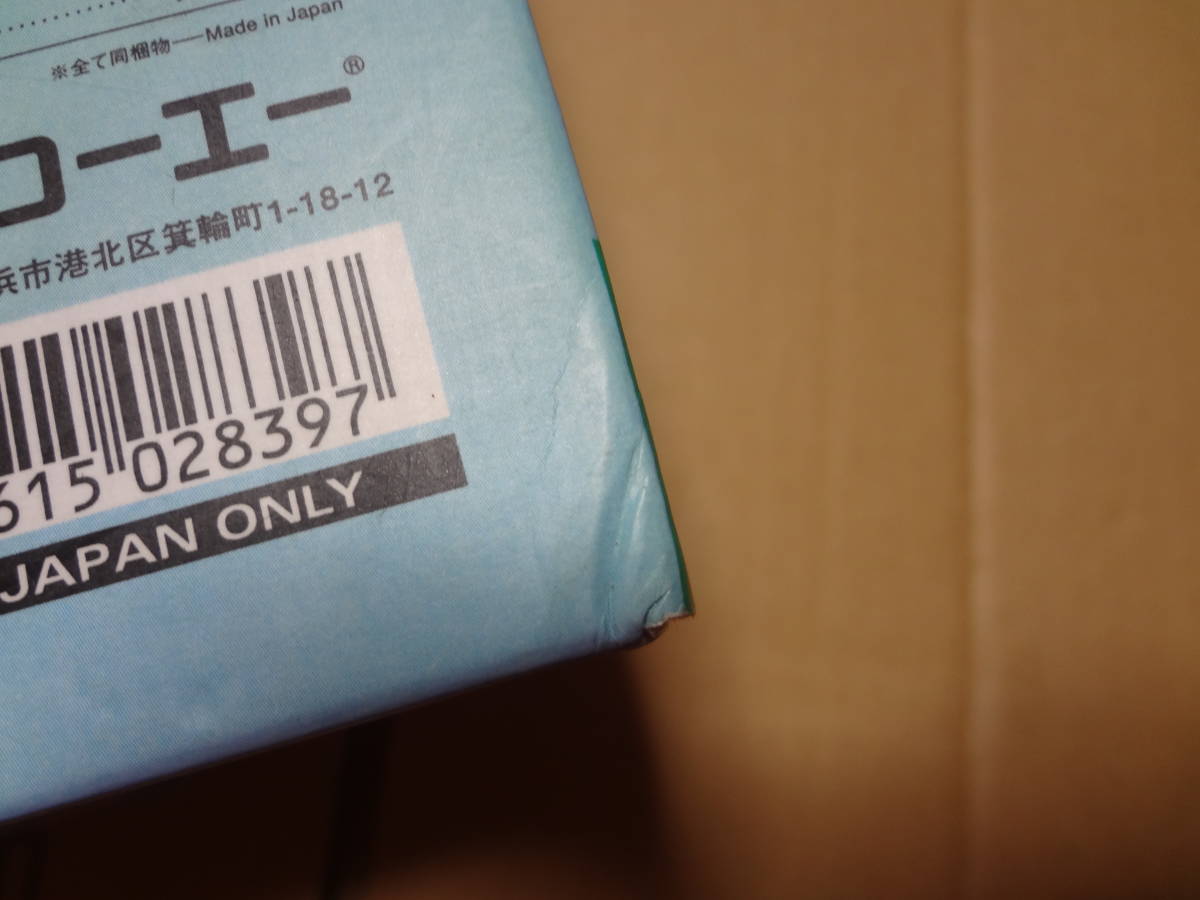 ※全て同梱物——Made in Japan
コーエー®
浜市港北区箕輪町1-18-12
615 028397
JAPAN ONLY